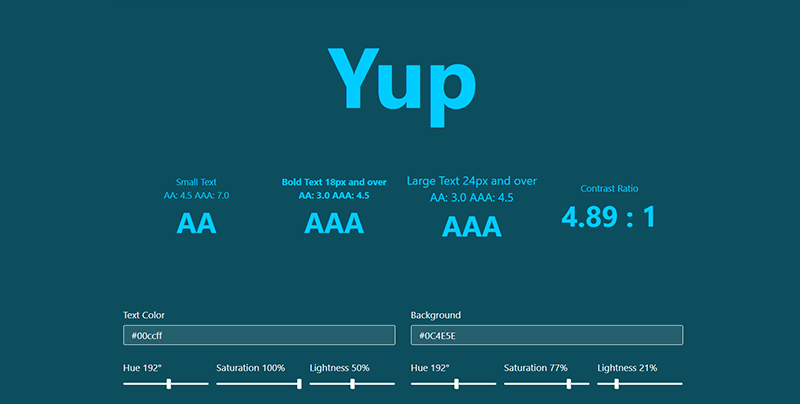 Yup
Small Text
AA: 4.5 AAA: 7.0
AA
Bold Text 18px and over
AA: 3.0 AAA: 4.5
AAA
Large Text 24px and over
AA: 3.0 AAA: 4.5
AAA
Contrast Ratio
4.89 : 1
Text Color
#00ccff
Hue 192°
Saturation 100%
Lightness 50%
Background
#0C4E5E
Hue 192°
Saturation 77%
Lightness 21%